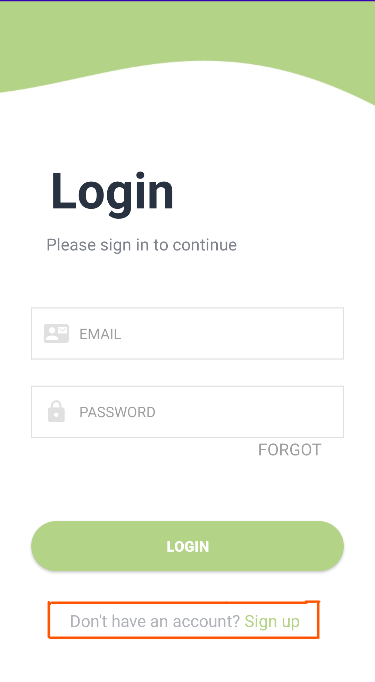 Login
Please sign in to continue
EMAIL
PASSWORD
FORGOT
LOGIN
Don't have an account? Sign up